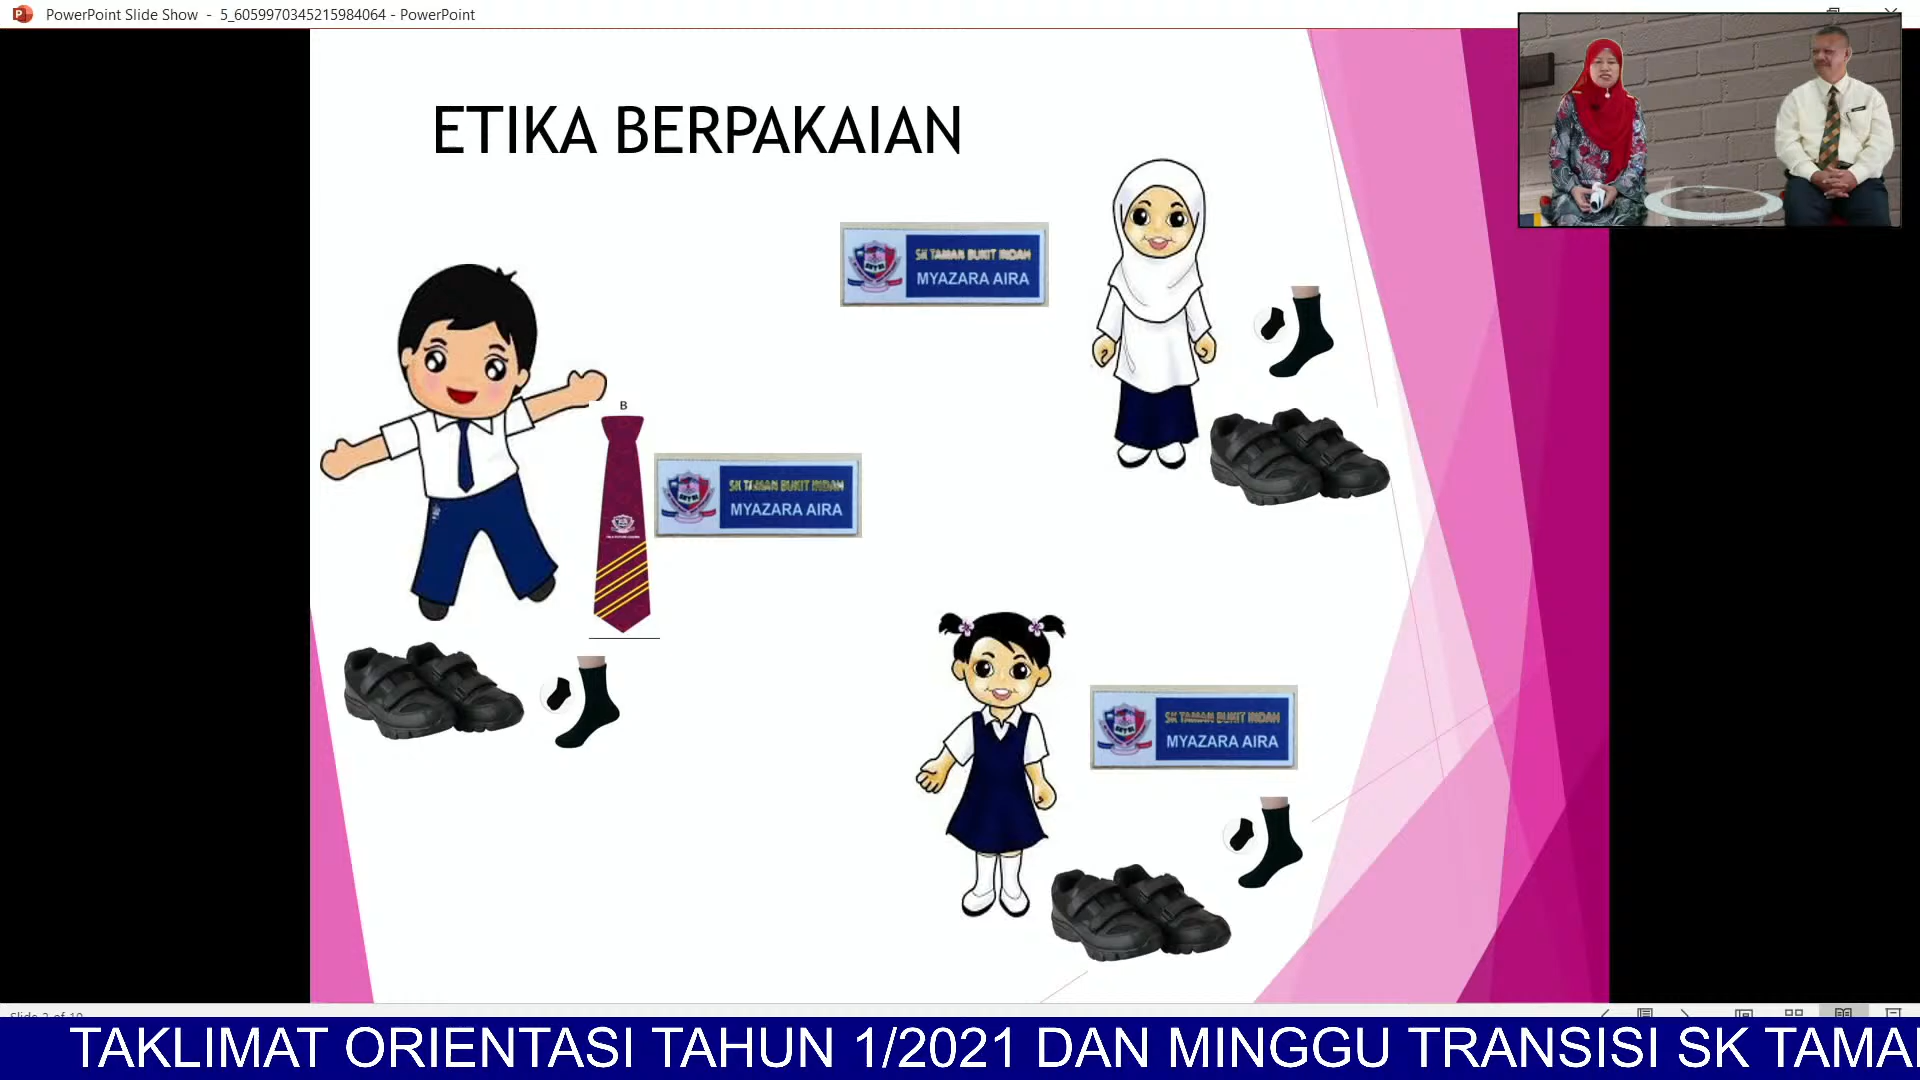 PowerPoint Slide Show - 5_6059970345215984064 - PowerPoint
ETIKA BERPAKAIAN
SK TAMAN BUKIT INDAH
MYAZARA AIRA
B
SK TAMAN BUKIT INDAH
MYAZARA AIRA
SK TAMAN BUKIT INDAH
MYAZARA AIRA
TAKLIMAT ORIENTASI TAHUN 1/2021 DAN MINGGU TRANSISI SK TAMA